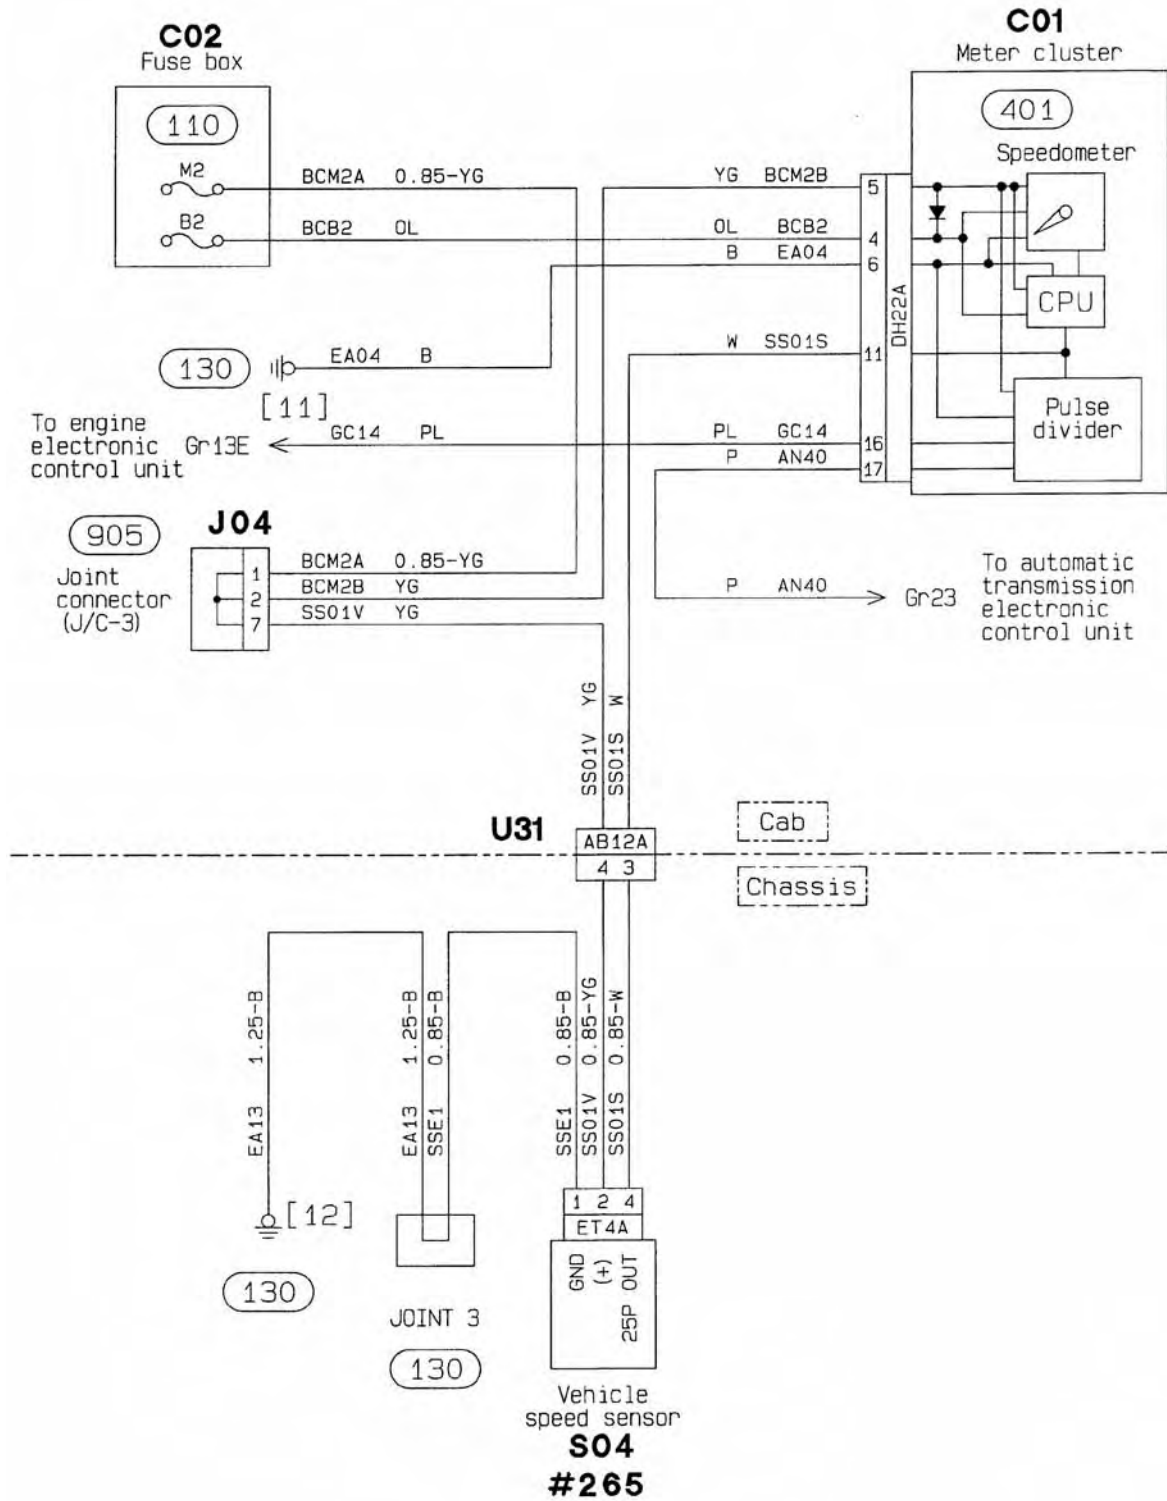 C02
Fuse box
110
M2
B2
BCM2A 0.85-YG
BCB2 OL
C01
Meter cluster
401
Speedometer
YG BCM2B 5
OL BCB2 4
B EA04 6
DH22A
CPU
W SS01S 11
Pulse
divider
130
EA04 B
[11]
To engine
electronic
control unit
Gr13E
GC14 PL
PL GC14 16
P AN40 17
905
J04
Joint
connector
(J/C-3)
1 BCM2A 0.85-YG
2 BCM2B YG
7 SS01V YG
P AN40
Gr23
To automatic
transmission
electronic
control unit
SS01V YG
SS01S W
U31
AB12A
4 3
Cab
Chassis
EA13 1.25-B
EA13 1.25-B
SSE1 0.85-B
SSE1 0.85-B
SS01V 0.85-YG
SS01S 0.85-W
[12]
130
JOINT 3
130
1 2 4
ET4A
GND
(+)
25P OUT
Vehicle
speed sensor
S04
#265